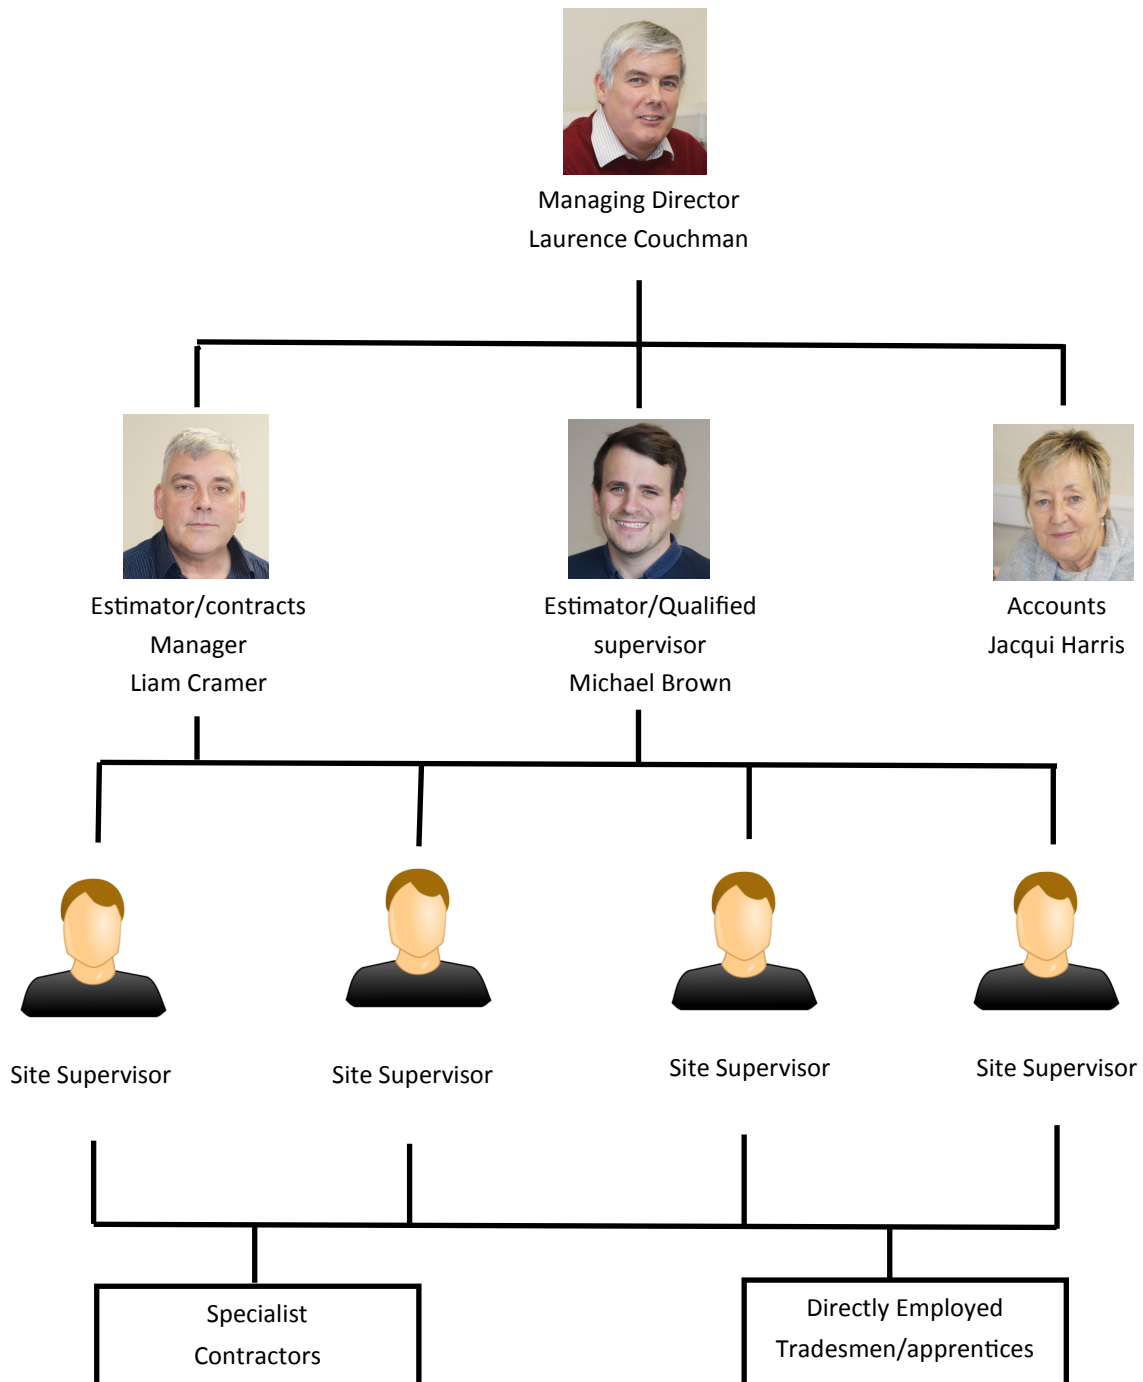 Managing Director
Laurence Couchman
Estimator/contracts
Manager
Liam Cramer
Estimator/Qualified
supervisor
Michael Brown
Accounts
Jacqui Harris
Site Supervisor
Site Supervisor
Site Supervisor
Site Supervisor
Specialist
Contractors
Directly Employed
Tradesmen/apprentices